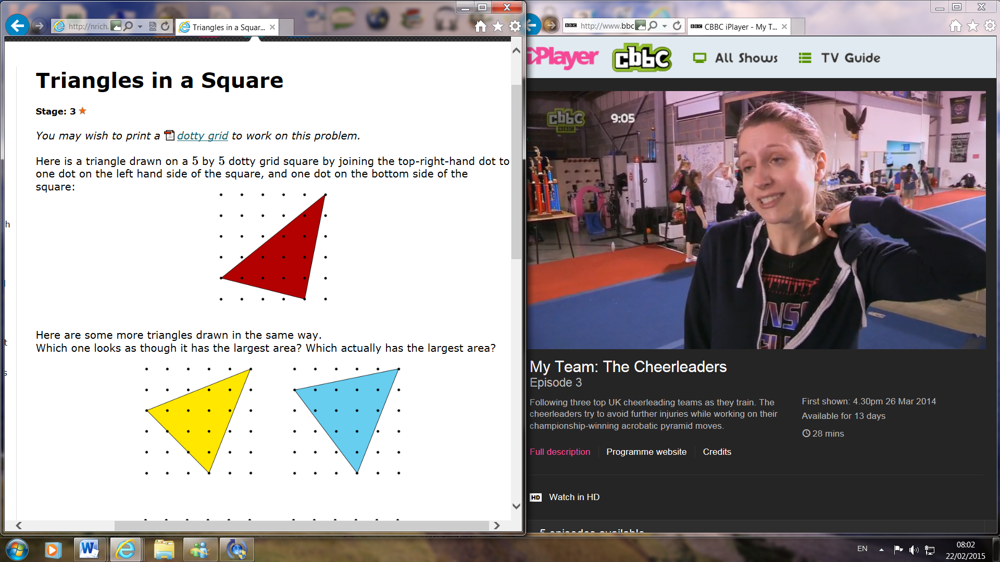 http://nrich.
Triangles in a Squar...
Triangles in a Square
Stage: 3
You may wish to print a dotty grid to work on this problem.
Here is a triangle drawn on a 5 by 5 dotty grid square by joining the top-right-hand dot to
one dot on the left hand side of the square, and one dot on the bottom side of the
square:
h
Here are some more triangles drawn in the same way.
Which one looks as though it has the largest area? Which actually has the largest area?
t
s
BBC http://www.bbc
BBC CBBC iPlayer - My T...
iPlayer
cbbc
All Shows
TV Guide
cbbc
BBC
9:05
My Team: The Cheerleaders
Episode 3
Following three top UK cheerleading teams as they train. The
cheerleaders try to avoid further injuries while working on their
championship-winning acrobatic pyramid moves.
First shown: 4.30pm 26 Mar 2014
Available for 13 days
28 mins
Full description
Programme website
Credits
HD Watch in HD
5 episodes available
W
EN
08:02
22/02/2015